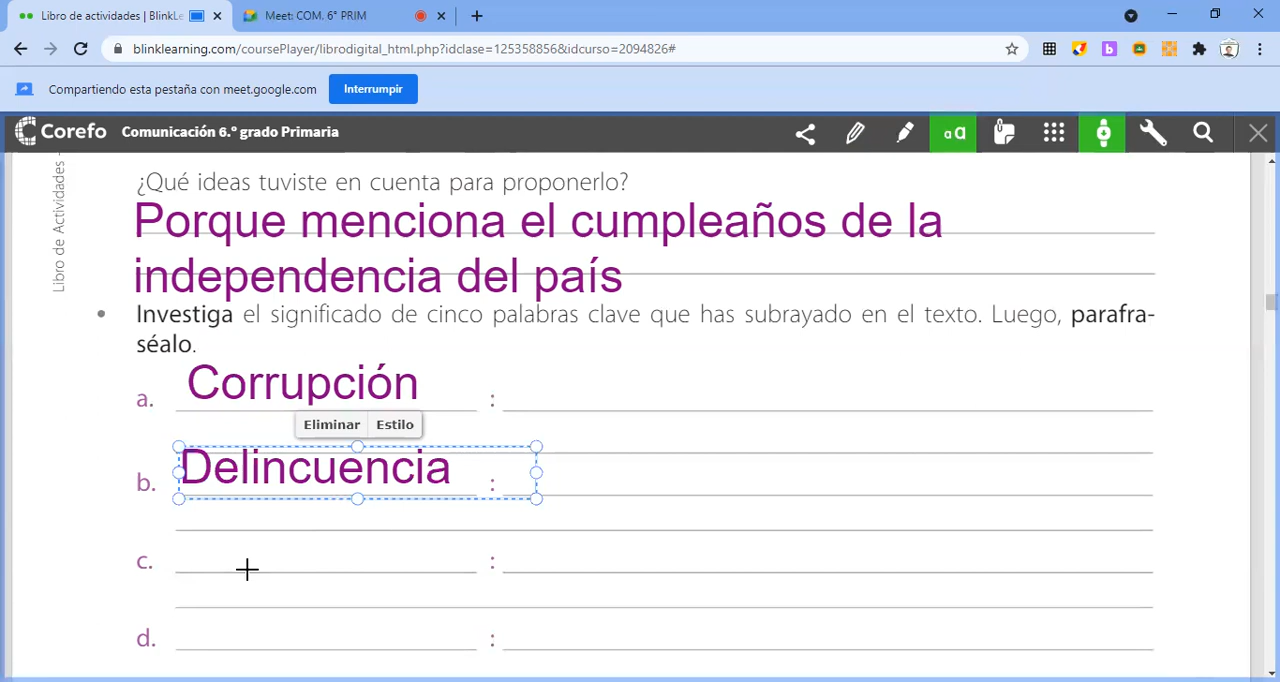 Libro de actividades | BlinkLe
Meet: COM. 6° PRIM
blinklearning.com/coursePlayer/librodigital_html.php?idclase=125358856&idcurso=2094826#
Compartiendo esta pestaña con meet.google.com
Interrumpir
Corefo
Comunicación 6.º grado Primaria
aA
Libro de Actividades -
¿Qué ideas tuviste en cuenta para proponerlo?
Porque menciona el cumpleaños de la
independencia del país
• Investiga el significado de cinco palabras clave que has subrayado en el texto. Luego, parafra-
séalo.
a. Corrupción :
Eliminar Estilo
b. Delincuencia :
c. :
d. :